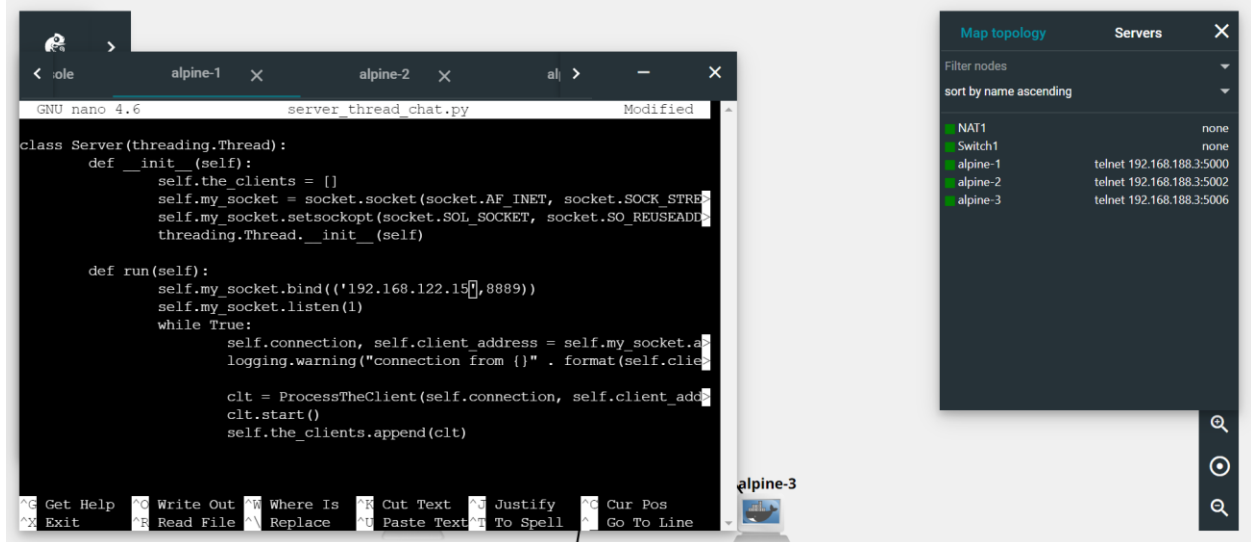 ole alpine-1 alpine-2 al
GNU nano 4.6 server_thread_chat.py Modified
class Server(threading.Thread):
def __init__(self):
self.the_clients = []
self.my_socket = socket.socket(socket.AF_INET, socket.SOCK_STRE>
self.my_socket.setsockopt(socket.SOL_SOCKET, socket.SO_REUSEADD>
threading.Thread.__init__(self)
def run(self):
self.my_socket.bind(('192.168.122.15',8889))
self.my_socket.listen(1)
while True:
self.connection, self.client_address = self.my_socket.a>
logging.warning("connection from {}" . format(self.clie>
clt = ProcessTheClient(self.connection, self.client_add>
clt.start()
self.the_clients.append(clt)
^G Get Help ^O Write Out ^W Where Is ^K Cut Text ^J Justify ^C Cur Pos
^X Exit ^R Read File ^\ Replace ^U Paste Text ^T To Spell ^_ Go To Line
alpine-3
Map topology Servers
Filter nodes
sort by name ascending
NAT1 none
Switch1 none
alpine-1 telnet 192.168.188.3:5000
alpine-2 telnet 192.168.188.3:5002
alpine-3 telnet 192.168.188.3:5006